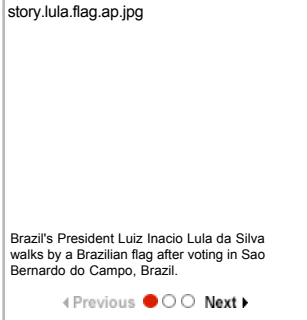 story.lula.flag.ap.jpg
Brazil's President Luiz Inacio Lula da Silva
walks by a Brazilian flag after voting in Sao
Bernardo do Campo, Brazil.
Previous Next